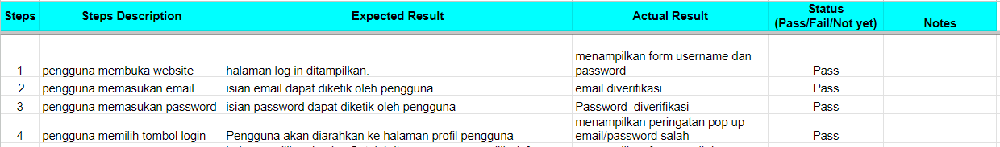 Steps Steps Description Expected Result Actual Result Status (Pass/Fail/Not yet) Notes
1 pengguna membuka website halaman log in ditampilkan. menampilkan form username dan password Pass
.2 pengguna memasukan email isian email dapat diketik oleh pengguna. email diverifikasi Pass
3 pengguna memasukan password isian password dapat diketik oleh pengguna Password diverifikasi Pass
4 pengguna memilih tombol login Pengguna akan diarahkan ke halaman profil pengguna menampilkan peringatan pop up email/password salah Pass